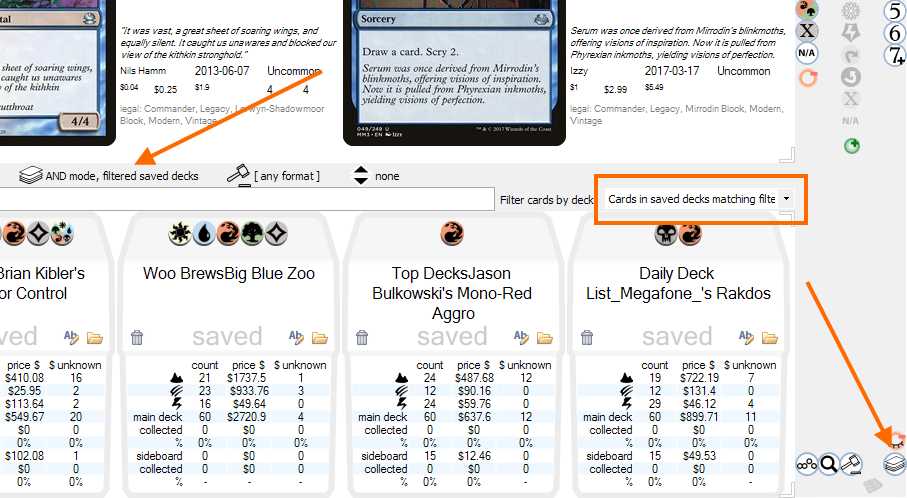 tal
"It was vast, a great sheet of soaring wings, and
equally silent. It caught us unawares and blocked our
view of the kithkin stronghold."
Nils Hamm 2013-06-07 Uncommon
$0.04 $0.25 $1.9 4 4
legal: Commander, Legacy, Lorwyn-Shadowmoor
Block, Modern, Vintage
soaring wings,
caught us unawares
of the kithkin
cutthroat
4/4
Sorcery
Draw a card. Scry 2.
Serum was once derived from Mirrodin's
blinkmoths, offering visions of inspiration.
Now it is pulled from Phyrexian inkmoths,
yielding visions of perfection.
049/249 U
MM3 • EN Izzy
™ & © 2017 Wizards of the Coast
Serum was once derived from Mirrodin's blinkmoths,
offering visions of inspiration. Now it is pulled from
Phyrexian inkmoths, yielding visions of perfection.
Izzy 2017-03-17 Uncommon
$1 $2.99 $5.49
legal: Commander, Legacy, Mirrodin Block, Modern,
Vintage
X
N/A
X
N/A
5
6
7+
AND mode, filtered saved decks [ any format ] none
Filter cards by deck Cards in saved decks matching filte
Brian Kibler's
or Control
ved
price $ $ unknown
$410.08 16
$25.95 2
$113.64 2
$549.67 20
$0 0
0% 0%
$102.08 1
$0 0
0% 0%
Woo BrewsBig Blue Zoo
saved
count price $ $ unknown
21 $1737.5 1
23 $933.76 3
16 $49.64 0
main deck 60 $2720.9 4
collected 0 $0 0
% 0% 0% 0%
sideboard 0 $0 0
collected 0 $0 0
% - - -
Top DecksJason
Bulkowski's Mono-Red
Aggro
saved
count price $ $ unknown
24 $487.68 12
12 $90.16 0
24 $59.76 0
main deck 60 $637.6 12
collected 0 $0 0
% 0% 0% 0%
sideboard 15 $12.46 0
collected 0 $0 0
% 0% 0% -
Daily Deck
List_Megafone_'s Rakdos
saved
count price $ $ unknown
19 $722.19 7
12 $131.4 0
29 $46.12 4
main deck 60 $899.71 11
collected 0 $0 0
% 0% 0% 0%
sideboard 15 $49.53 0
collected 0 $0 0
% 0% 0% -